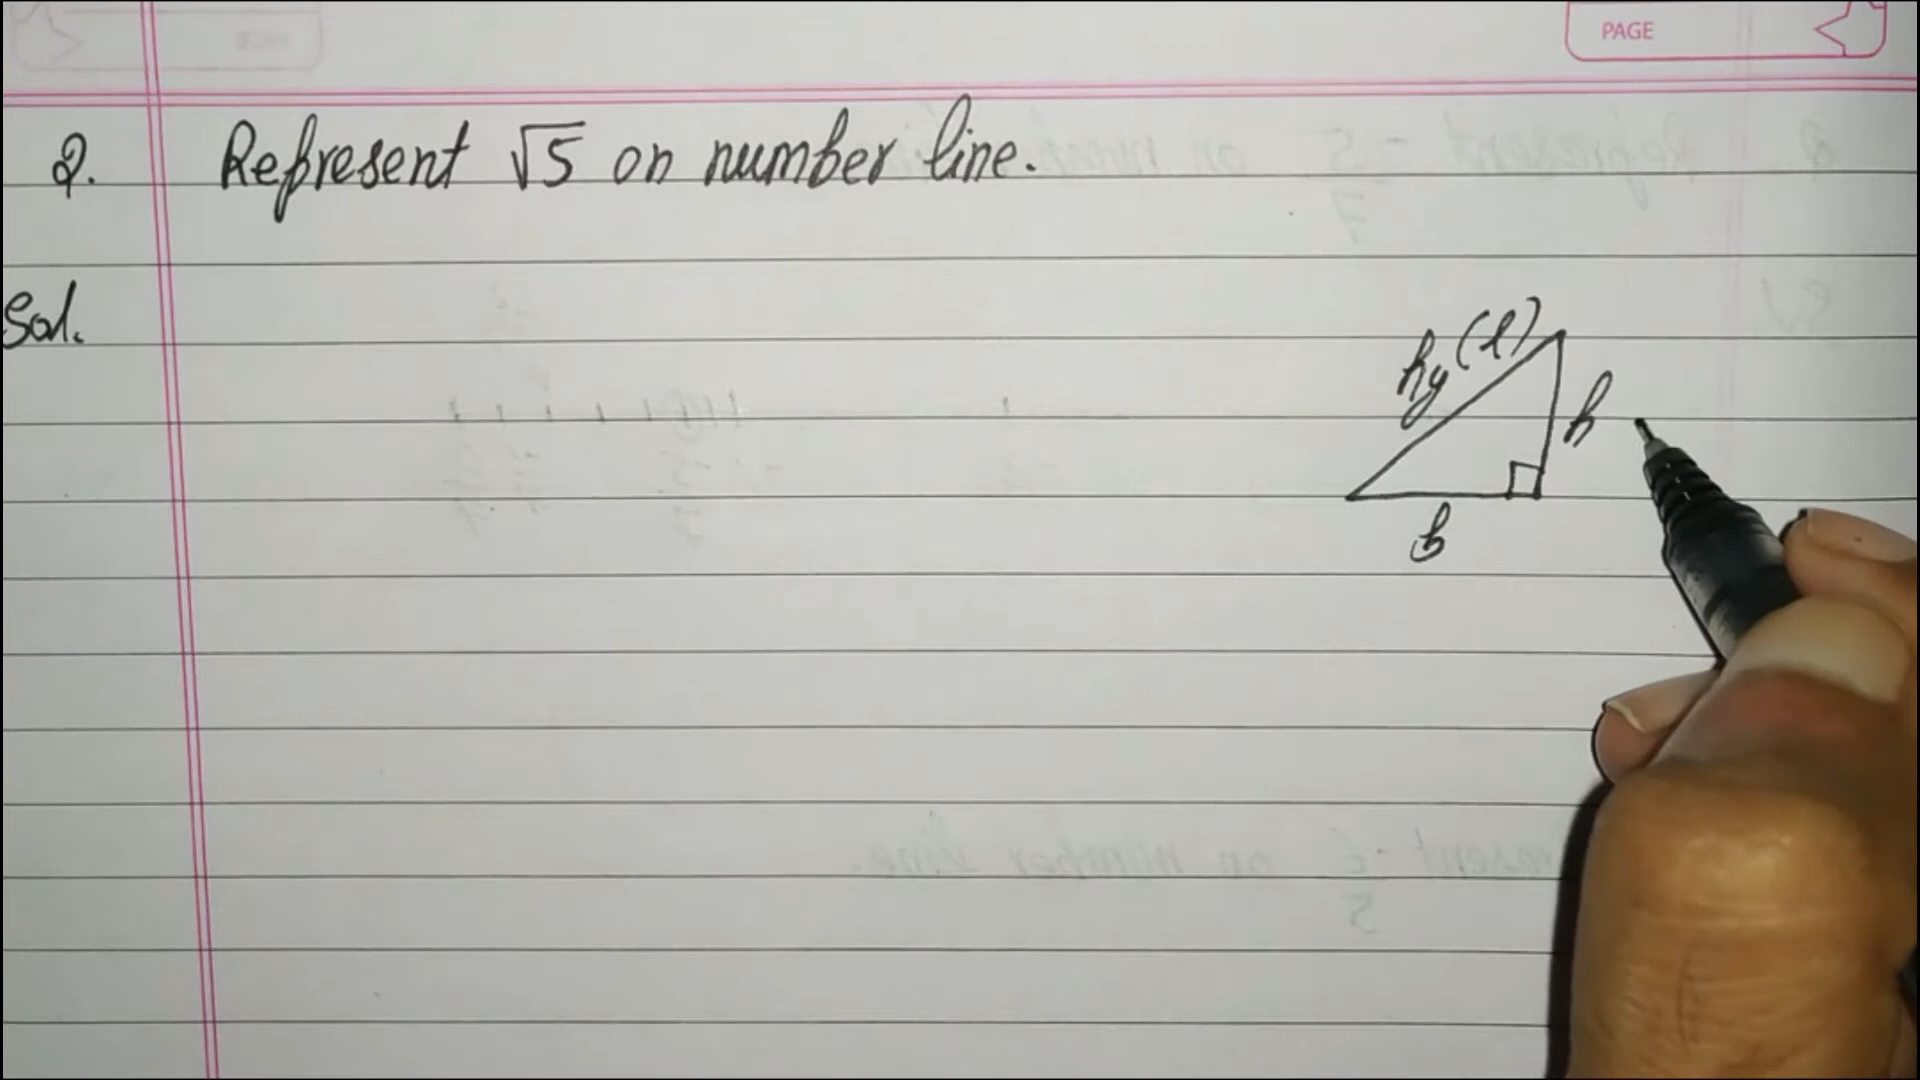 PAGE
Q. Represent √5 on number line.
Sol.
hy (l)
h
b